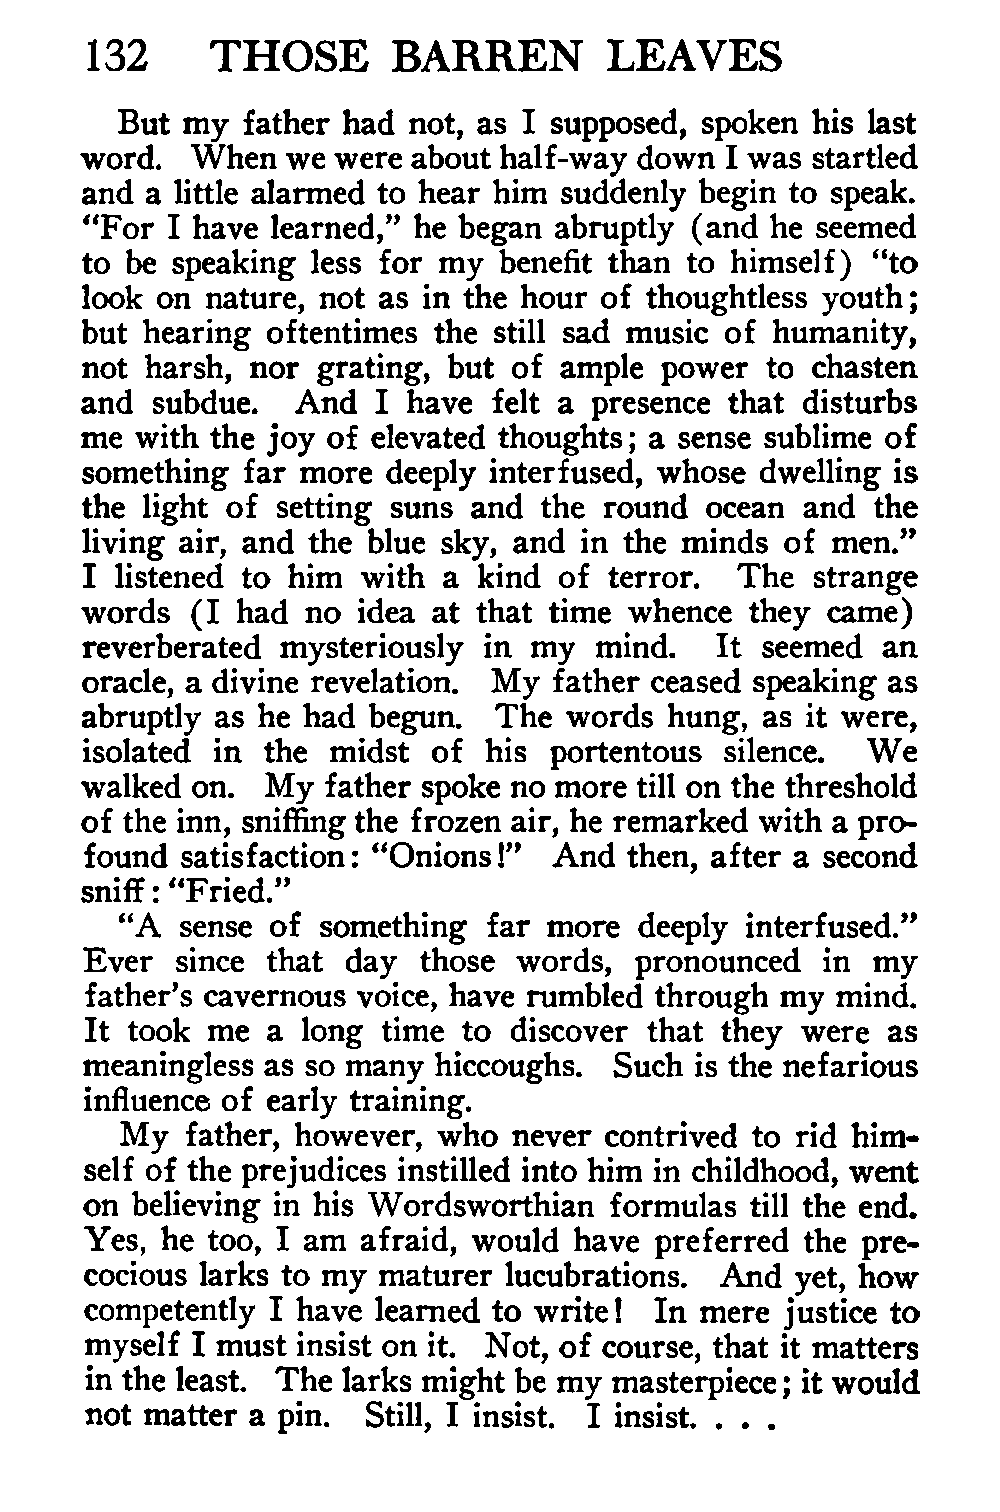 132 THOSE BARREN LEAVES
But my father had not, as I supposed, spoken his last
word. When we were about half-way down I was startled
and a little alarmed to hear him suddenly begin to speak.
“For I have learned,” he began abruptly (and he seemed
to be speaking less for my benefit than to himself) “to
look on nature, not as in the hour of thoughtless youth;
but hearing oftentimes the still sad music of humanity,
not harsh, nor grating, but of ample power to chasten
and subdue. And I have felt a presence that disturbs
me with the joy of elevated thoughts; a sense sublime of
something far more deeply interfused, whose dwelling is
the light of setting suns and the round ocean and the
living air, and the blue sky, and in the minds of men.”
I listened to him with a kind of terror. The strange
words (I had no idea at that time whence they came)
reverberated mysteriously in my mind. It seemed an
oracle, a divine revelation. My father ceased speaking as
abruptly as he had begun. The words hung, as it were,
isolated in the midst of his portentous silence. We
walked on. My father spoke no more till on the threshold
of the inn, sniffing the frozen air, he remarked with a pro-
found satisfaction: “Onions!” And then, after a second
sniff: “Fried.”
“A sense of something far more deeply interfused.”
Ever since that day those words, pronounced in my
father’s cavernous voice, have rumbled through my mind.
It took me a long time to discover that they were as
meaningless as so many hiccoughs. Such is the nefarious
influence of early training.
My father, however, who never contrived to rid him-
self of the prejudices instilled into him in childhood, went
on believing in his Wordsworthian formulas till the end.
Yes, he too, I am afraid, would have preferred the pre-
cocious larks to my maturer lucubrations. And yet, how
competently I have learned to write! In mere justice to
myself I must insist on it. Not, of course, that it matters
in the least. The larks might be my masterpiece; it would
not matter a pin. Still, I insist. I insist. . . .